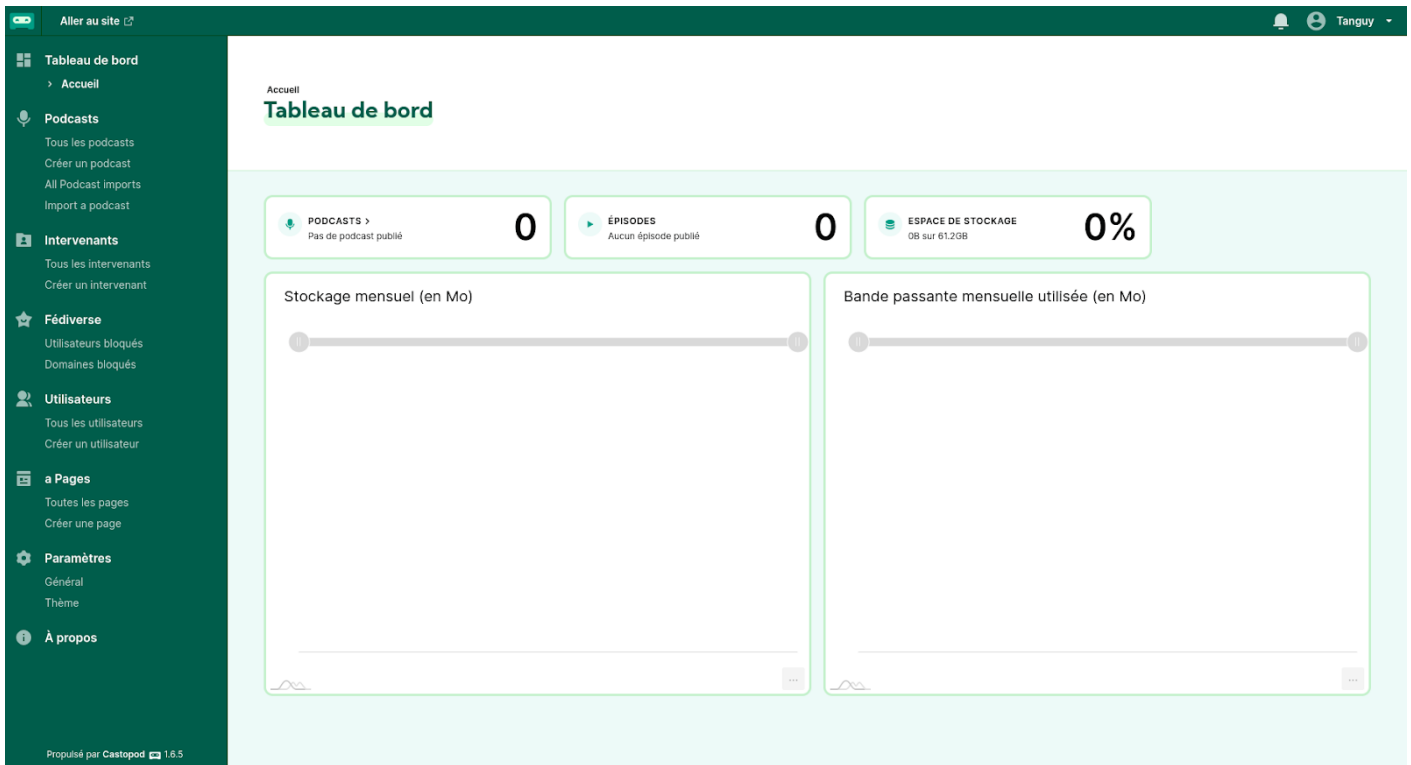 Aller au site
Tanguy
Tableau de bord
Accueil
Podcasts
Tous les podcasts
Créer un podcast
All Podcast imports
Import a podcast
Intervenants
Tous les intervenants
Créer un intervenant
Fédiverse
Utilisateurs bloqués
Domaines bloqués
Utilisateurs
Tous les utilisateurs
Créer un utilisateur
a Pages
Toutes les pages
Créer une page
Paramètres
Général
Thème
À propos
Propulsé par Castopod 1.6.5
Accueil
Tableau de bord
PODCASTS >
Pas de podcast publié
0
ÉPISODES
Aucun épisode publié
0
ESPACE DE STOCKAGE
0B sur 61.2GB
0%
Stockage mensuel (en Mo)
...
Bande passante mensuelle utilisée (en Mo)
...